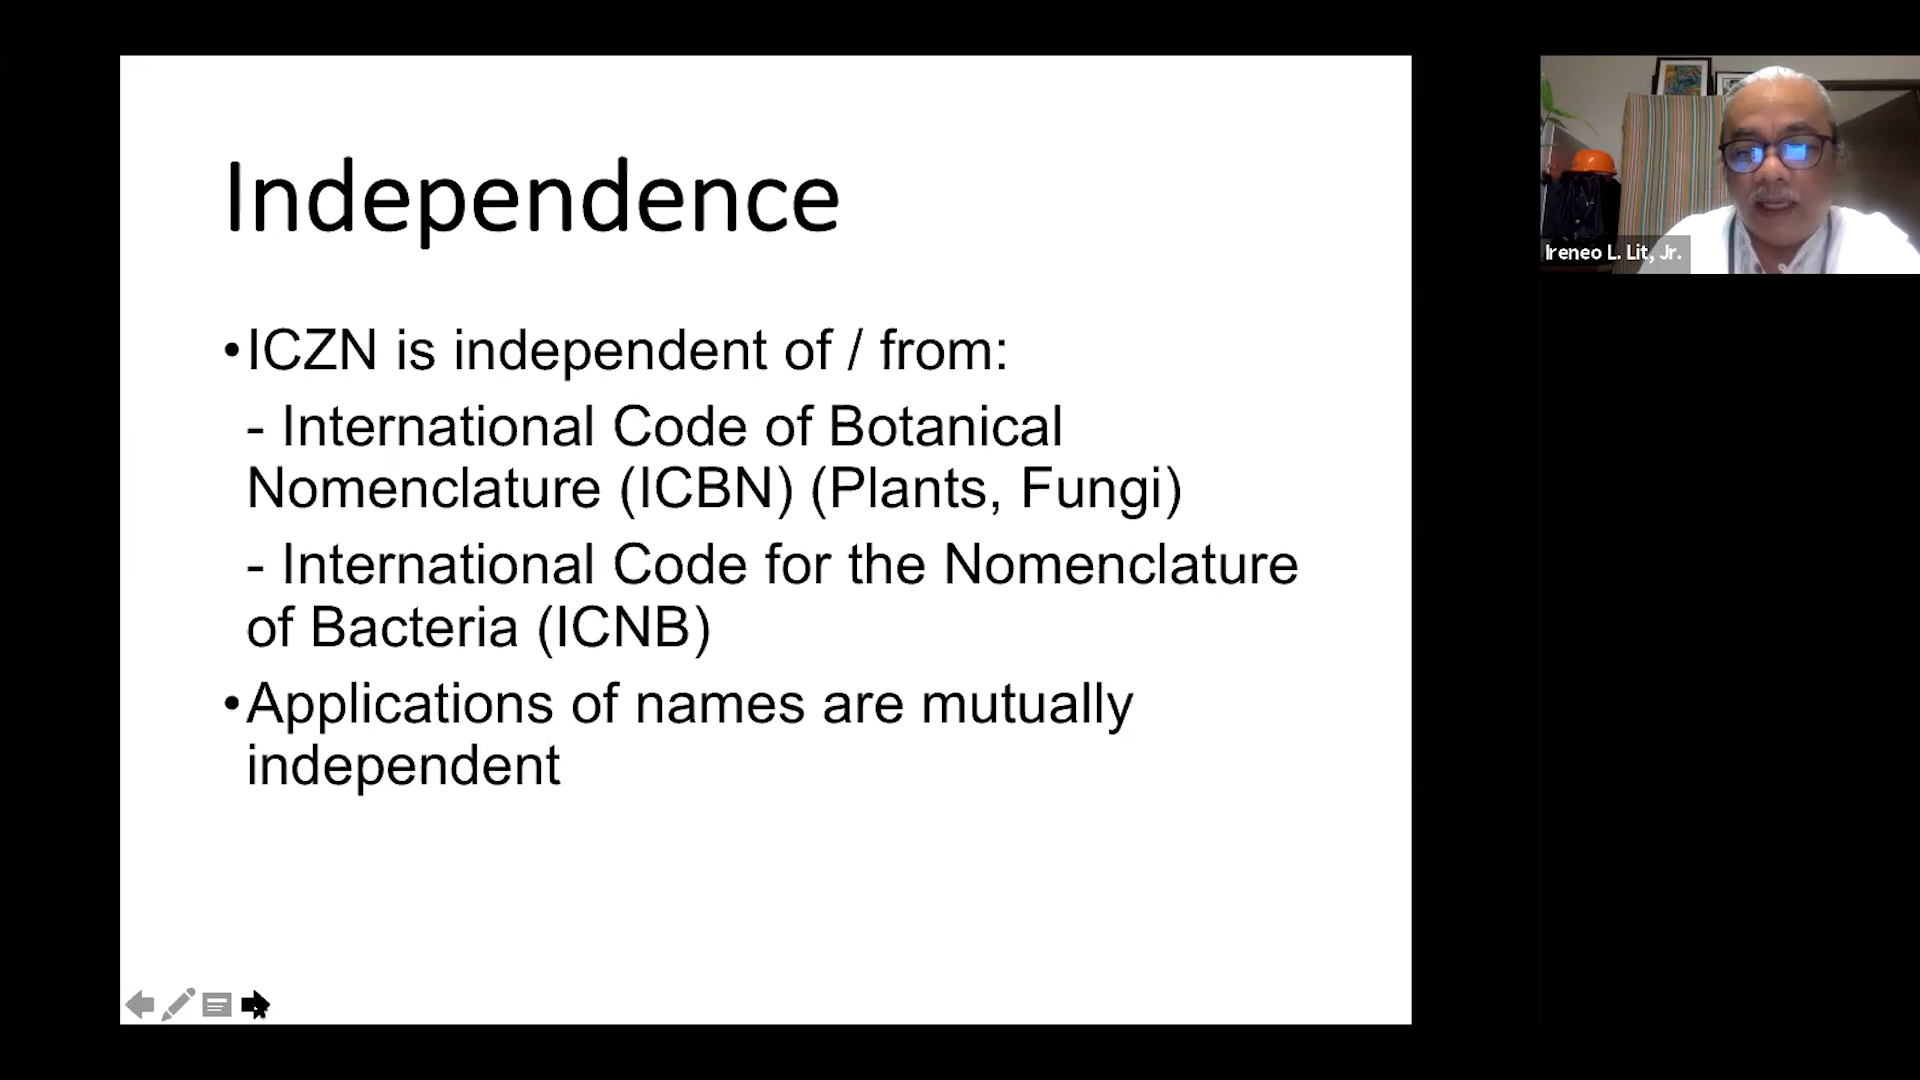 Independence
•ICZN is independent of / from:
- International Code of Botanical
Nomenclature (ICBN) (Plants, Fungi)
- International Code for the Nomenclature
of Bacteria (ICNB)
•Applications of names are mutually
independent
Ireneo L. Lit, Jr.